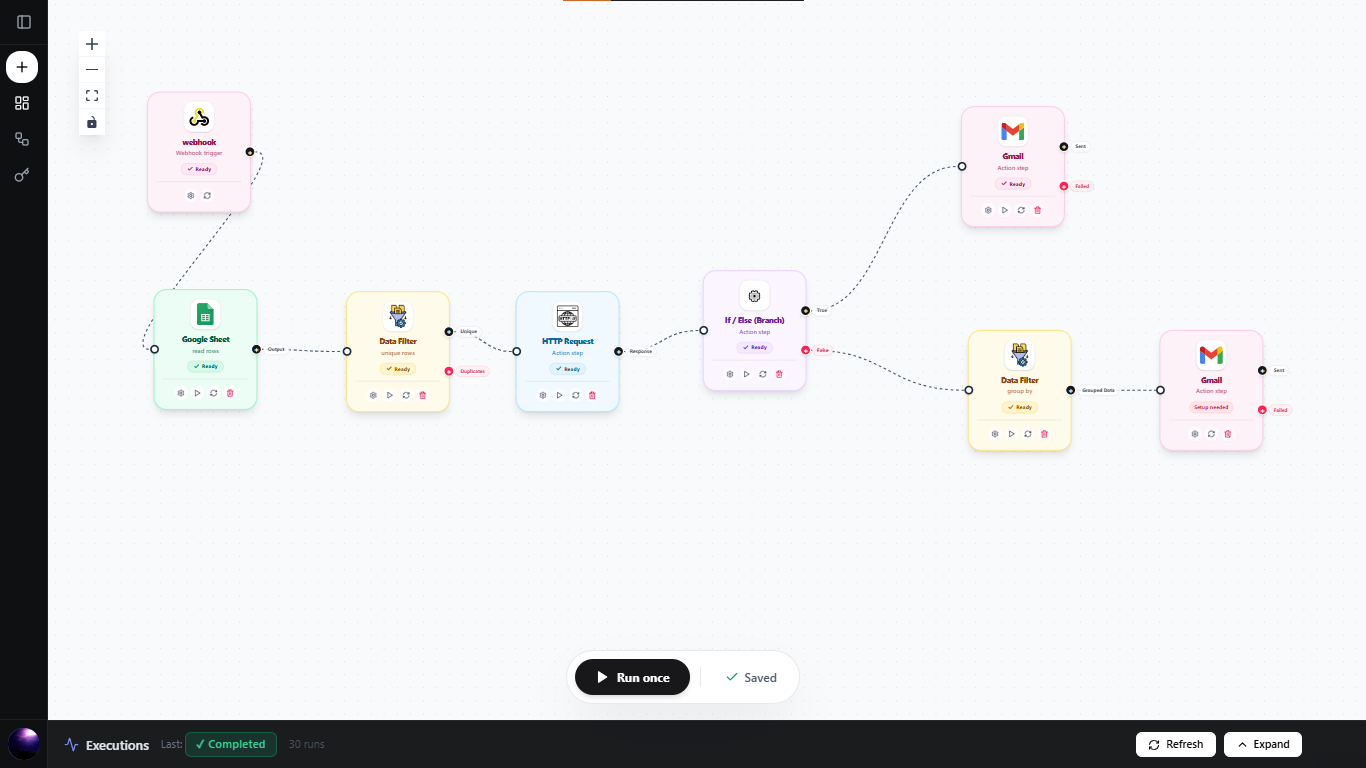 webhook
Webhook trigger
Ready
Gmail
Action step
Ready
Sent
Failed
Google Sheet
read rows
Ready
Output
Data Filter
unique rows
Ready
Unique
Duplicates
HTTP Request
Action step
Ready
Response
If / Else (Branch)
Action step
Ready
True
False
Data Filter
group by
Ready
Grouped Data
Gmail
Action step
Setup needed
Sent
Failed
Run once
Saved
Executions
Last:
✓ Completed
30 runs
Refresh
Expand